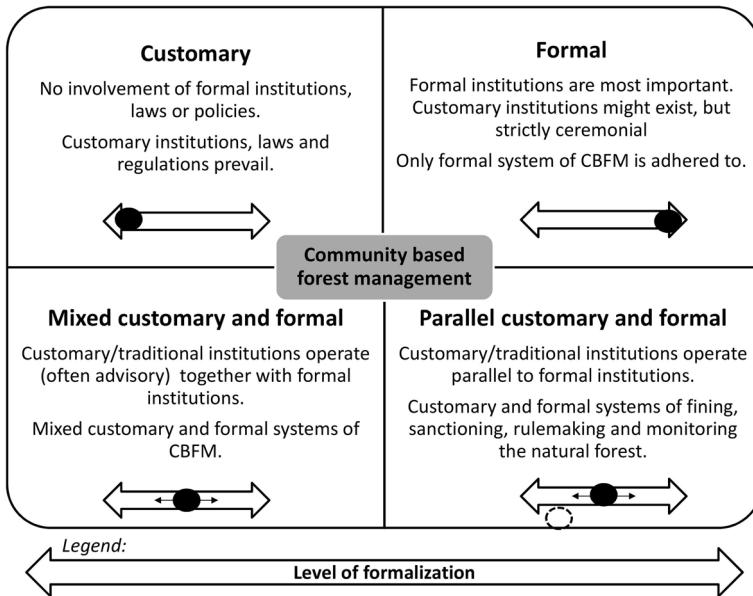 Customary
No involvement of formal institutions,
laws or policies.
Customary institutions, laws and
regulations prevail.
Formal
Formal institutions are most important.
Customary institutions might exist, but
strictly ceremonial
Only formal system of CBFM is adhered to.
Community based
forest management
Mixed customary and formal
Customary/traditional institutions operate
(often advisory) together with formal
institutions.
Mixed customary and formal systems of
CBFM.
Parallel customary and formal
Customary/traditional institutions operate
parallel to formal institutions.
Customary and formal systems of fining,
sanctioning, rulemaking and monitoring
the natural forest.
Legend:
Level of formalization